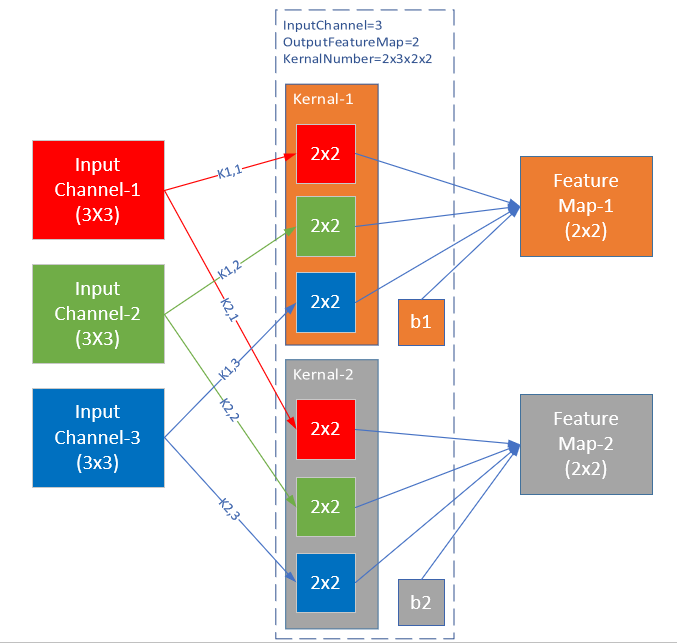 InputChannel=3
OutputFeatureMap=2
KernalNumber=2x3x2x2
Kernal-1
Input
Channel-1
(3X3)
K1,1
2x2
Feature
Map-1
(2x2)
2x2
K1,2
Input
Channel-2
(3X3)
K2,1
2x2
b1
K1,3
Kernal-2
Input
Channel-3
(3x3)
K2,2
2x2
Feature
Map-2
(2x2)
2x2
K2,3
2x2
b2